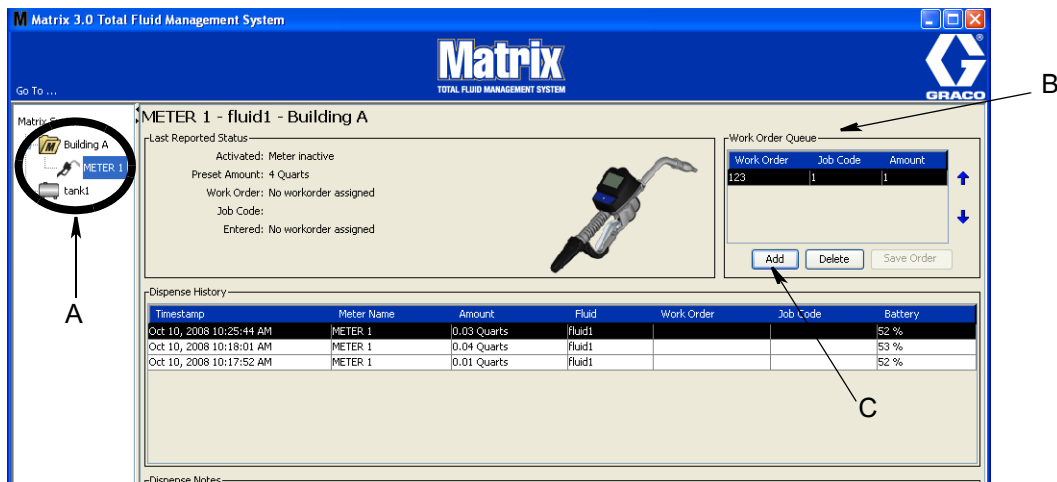 M Matrix 3.0 Total Fluid Management System
Matrix
TOTAL FLUID MANAGEMENT SYSTEM
GRACO
Go To ...
B
Matrix
Building A
METER 1
tank1
A
METER 1 - fluid1 - Building A
Last Reported Status
Activated: Meter inactive
Preset Amount: 4 Quarts
Work Order: No workorder assigned
Job Code:
Entered: No workorder assigned
Work Order Queue
Work Order Job Code Amount
123 1 1
Add Delete Save Order
Dispense History
Timestamp Meter Name Amount Fluid Work Order Job Code Battery
Oct 10, 2008 10:25:44 AM METER 1 0.03 Quarts fluid1 52 %
Oct 10, 2008 10:18:01 AM METER 1 0.04 Quarts fluid1 53 %
Oct 10, 2008 10:17:52 AM METER 1 0.01 Quarts fluid1 52 %
C
Dispense Notes